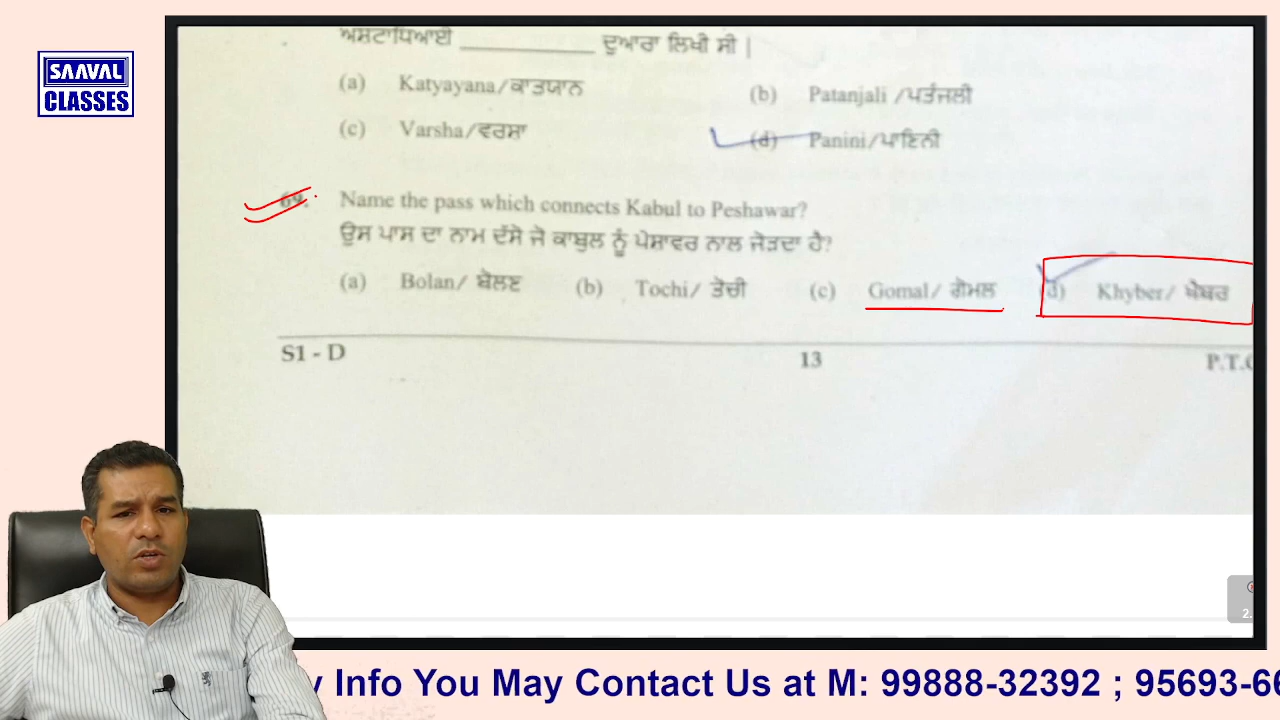 SAAVAL
CLASSES
ਅਸ਼ਟਾਧਿਆਈ ____________ ਦੁਆਰਾ ਲਿਖੀ ਸੀ |
(a) Katyayana/ਕਾਤਯਾਨ (b) Patanjali /ਪਤੰਜਲੀ
(c) Varsha/ਵਰਸ਼ਾ (d) Panini/ਪਾਣਿਨੀ
69. Name the pass which connects Kabul to Peshawar?
ਉਸ ਪਾਸ ਦਾ ਨਾਮ ਦੱਸੋ ਜੋ ਕਾਬੁਲ ਨੂੰ ਪੇਸ਼ਾਵਰ ਨਾਲ ਜੋੜਦਾ ਹੈ?
(a) Bolan/ ਬੋਲਣ (b) Tochi/ ਤੋਚੀ (c) Gomal/ ਗੋਮਲ (d) Khyber/ ਖੈਬਰ
S1 - D 13 P.T.
Info You May Contact Us at M: 99888-32392 ; 95693-66